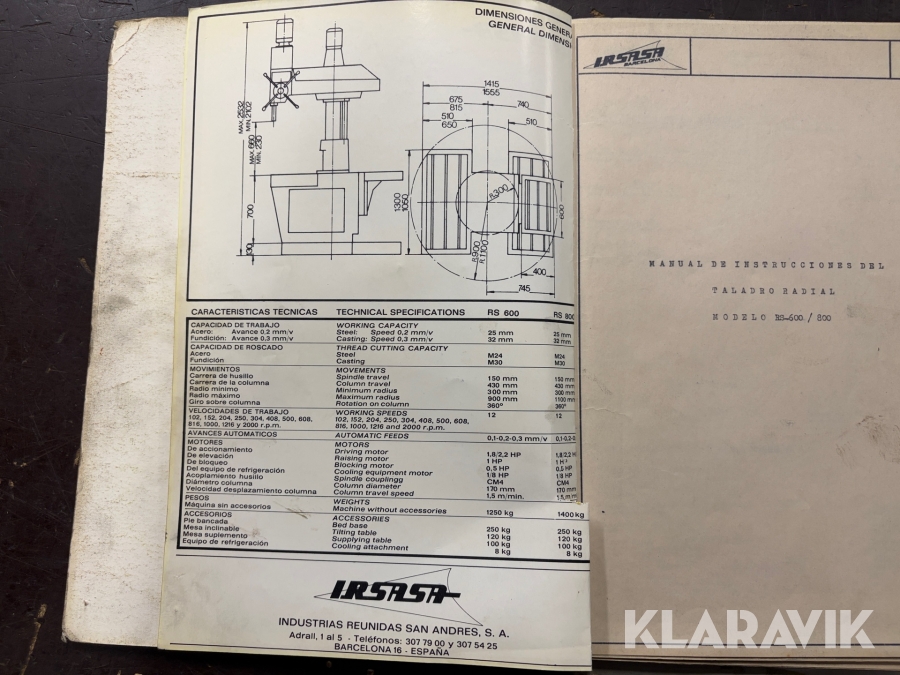 DIMENSIONES GENERA
GENERAL DIMENSI
MAX. 2532
MIN. 2102
MAX. 660
MIN. 230
700
130
1415
1555
675
815
740
510
650
510
1300
1050
R.300
600
R.900
R.1100
400
745
CARACTERISTICAS TECNICAS TECHNICAL SPECIFICATIONS RS 600 RS 800
CAPACIDAD DE TRABAJO WORKING CAPACITY
Acero: Avance 0,2 mm/v Steel: Speed 0,2 mm/v 25 mm 25 mm
Fundición: Avance 0,3 mm/v Casting: Speed 0,3 mm/v 32 mm 32 mm
CAPACIDAD DE ROSCADO THREAD CUTTING CAPACITY
Acero Steel M24 M24
Fundición Casting M30 M30
MOVIMIENTOS MOVEMENTS
Carrera de husillo Spindle travel 150 mm 150 mm
Carrera de la columna Column travel 430 mm 430 mm
Radio mínimo Minimum radius 300 mm 300 mm
Radio máximo Maximum radius 900 mm 1100 mm
Giro sobre columna Rotation on column 360° 360°
VELOCIDADES DE TRABAJO WORKING SPEEDS 12 12
102, 152, 204, 250, 304, 408, 500, 608, 102, 152, 204, 250, 304, 408, 500, 608,
816, 1000, 1216 y 2000 r.p.m. 816, 1000, 1216 and 2000 r.p.m.
AVANCES AUTOMATICOS AUTOMATIC FEEDS 0,1-0,2-0,3 mm/v 0,1-0,2-0
MOTORES MOTORS
De accionamiento Driving motor 1,8/2,2 HP 1,8/2,2 H
De elevación Raising motor 1 HP 1 H
De bloqueo Blocking motor 0,5 HP 0,5 HP
Del equipo de refrigeración Cooling equipment motor 1/8 HP 1/8 HP
Acoplamiento husillo Spindle couplingg CM4 CM4
Diámetro columna Column diameter 170 mm 170 mm
Velocidad desplazamiento columna Column travel speed 1,5 m/min. 1,5 m/m
PESOS WEIGHTS
Máquina sin accesorios Machine without accessories 1250 kg 1400 kg
ACCESORIOS ACCESSORIES
Pie bancada Bed base 250 kg 250 kg
Mesa inclinable Tilting table 120 kg 120 kg
Mesa suplemento Supplying table 100 kg 100 kg
Equipo de refrigeración Cooling attachment 8 kg 8 kg
I.R.S.A.S.A.
INDUSTRIAS REUNIDAS SAN ANDRES, S. A.
Adrall, 1 al 5 · Teléfonos: 307 79 00 y 307 54 25
BARCELONA 16 - ESPAÑA
I.R.S.A.S.A.
BARCELONA
MANUAL DE INSTRUCCIONES DEL
TALADRO RADIAL
MODELO RS-600./ 800
KLARAVIK